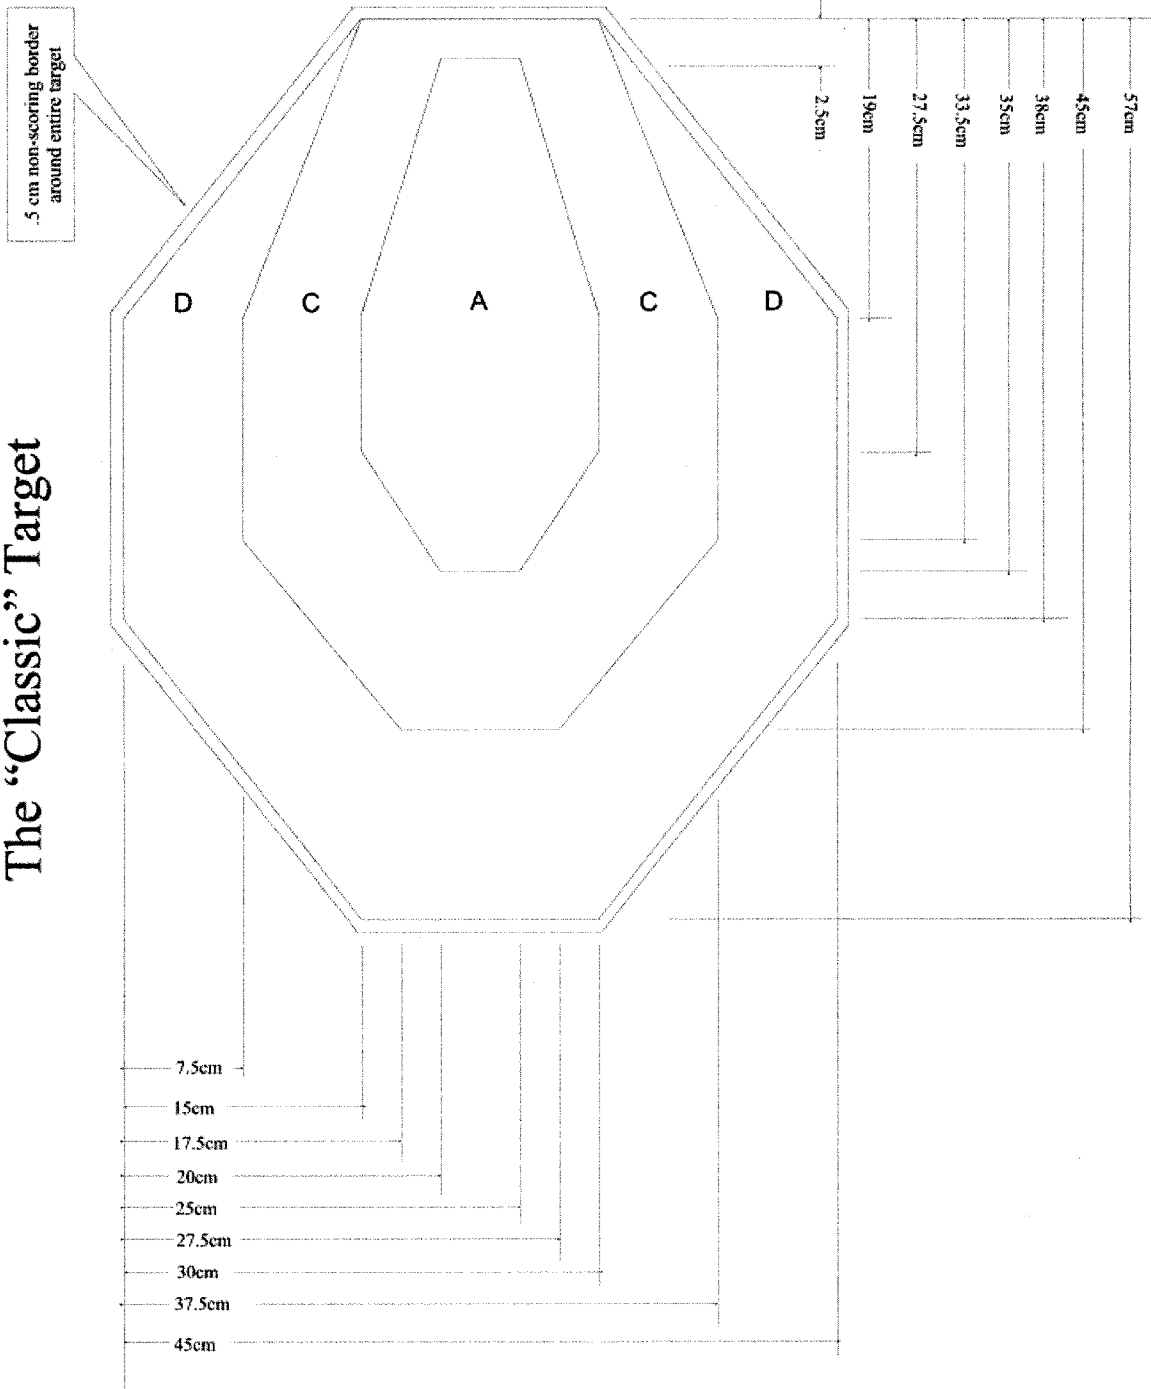 .5 cm non-scoring border
around entire target
The “Classic” Target
2.5cm
19cm
27.5cm
33.5cm
35cm
38cm
45cm
57cm
D
C
A
C
D
7.5cm
15cm
17.5cm
20cm
25cm
27.5cm
30cm
37.5cm
45cm